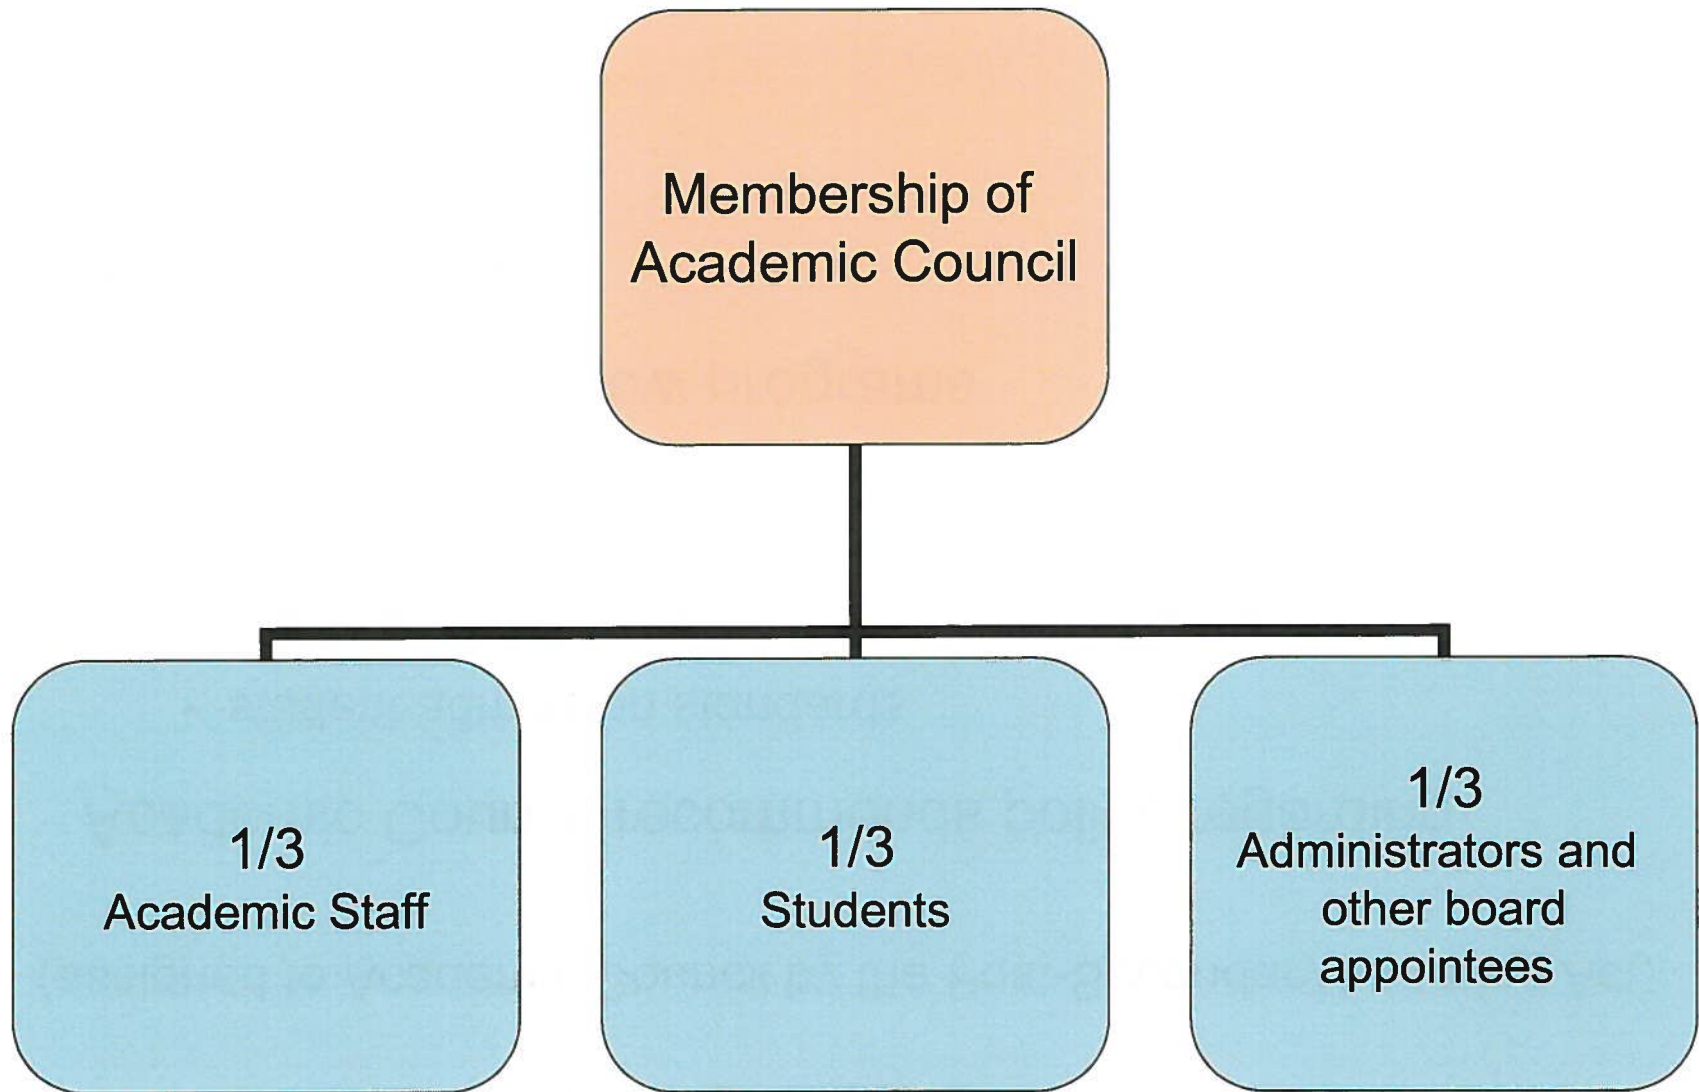 Membership of
Academic Council
1/3
Academic Staff
1/3
Students
1/3
Administrators and
other board
appointees